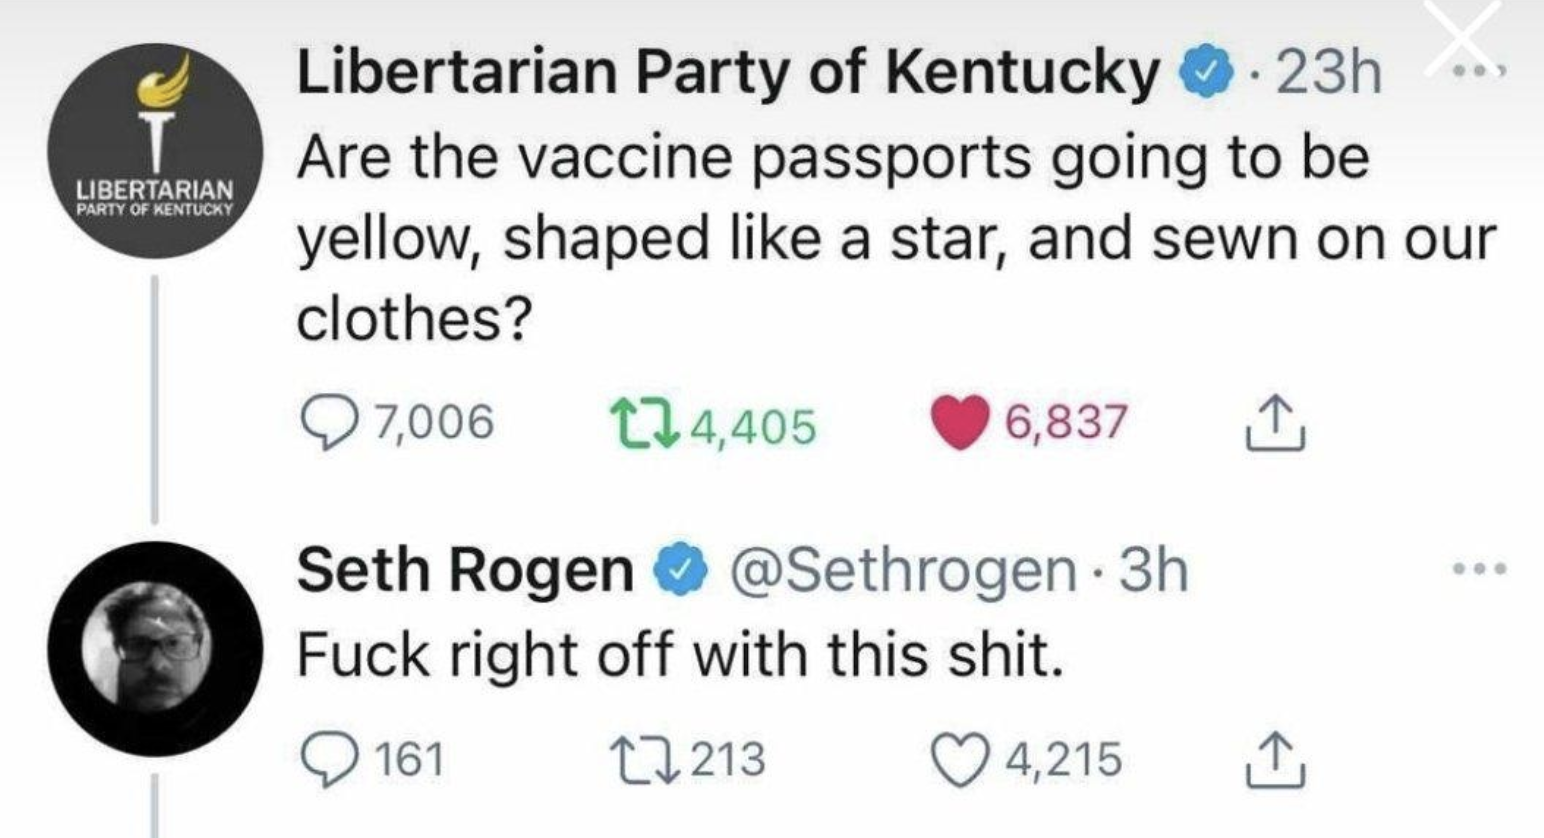 Libertarian Party of Kentucky · 23h
Are the vaccine passports going to be
yellow, shaped like a star, and sewn on our
clothes?
LIBERTARIAN
PARTY OF KENTUCKY
7,006 4,405 6,837
Seth Rogen @Sethrogen · 3h
Fuck right off with this shit.
161 213 4,215